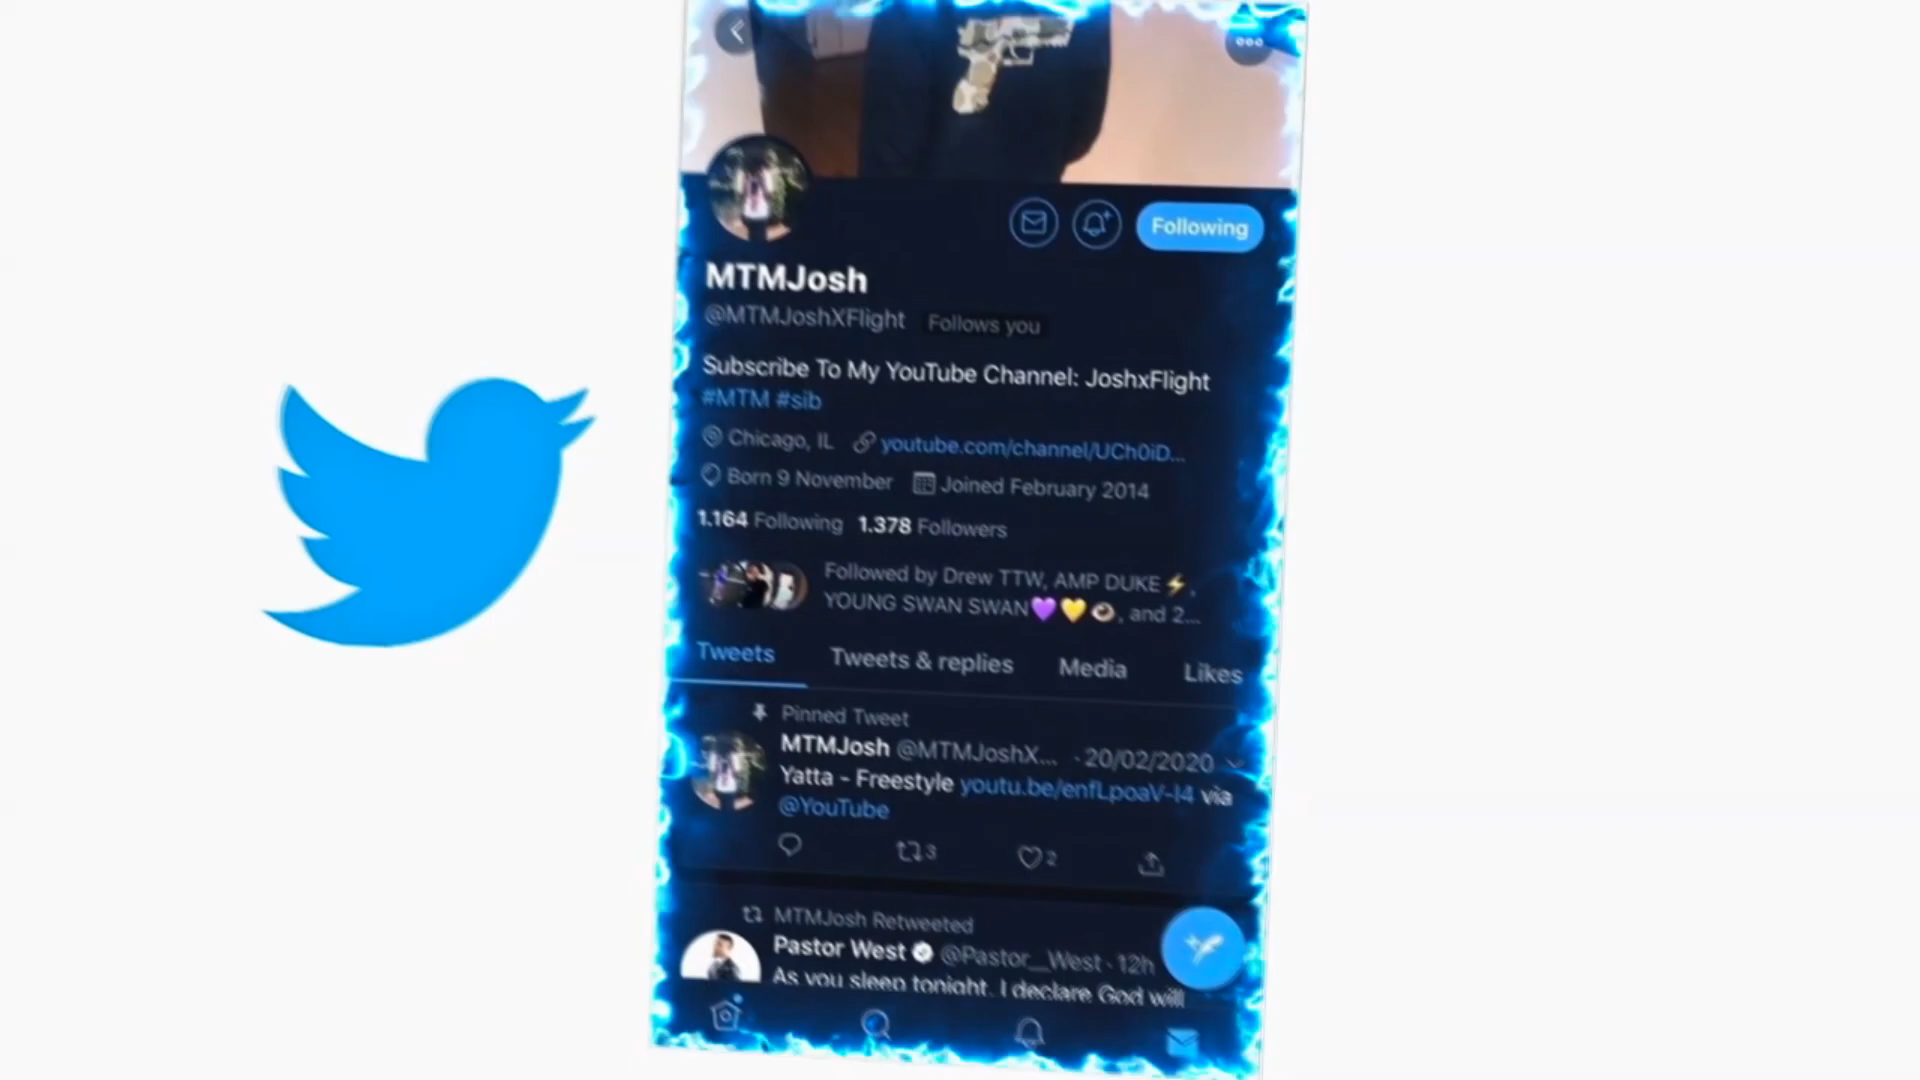 Following
MTMJosh
@MTMJoshXFlight Follows you
Subscribe To My YouTube Channel: JoshxFlight
#MTM #sib
Chicago, IL youtube.com/channel/UCh0iD...
Born 9 November Joined February 2014
1.164 Following 1.378 Followers
Followed by Drew TTW, AMP DUKE⚡,
YOUNG SWAN SWAN💜💛👁, and 2...
Tweets Tweets & replies Media Likes
Pinned Tweet
MTMJosh @MTMJoshX... · 20/02/2020
Yatta - Freestyle youtu.be/enfLpoaV-I4 via
@YouTube
3 2
MTMJosh Retweeted
Pastor West @Pastor__West · 12h
As you sleep tonight, I declare God will